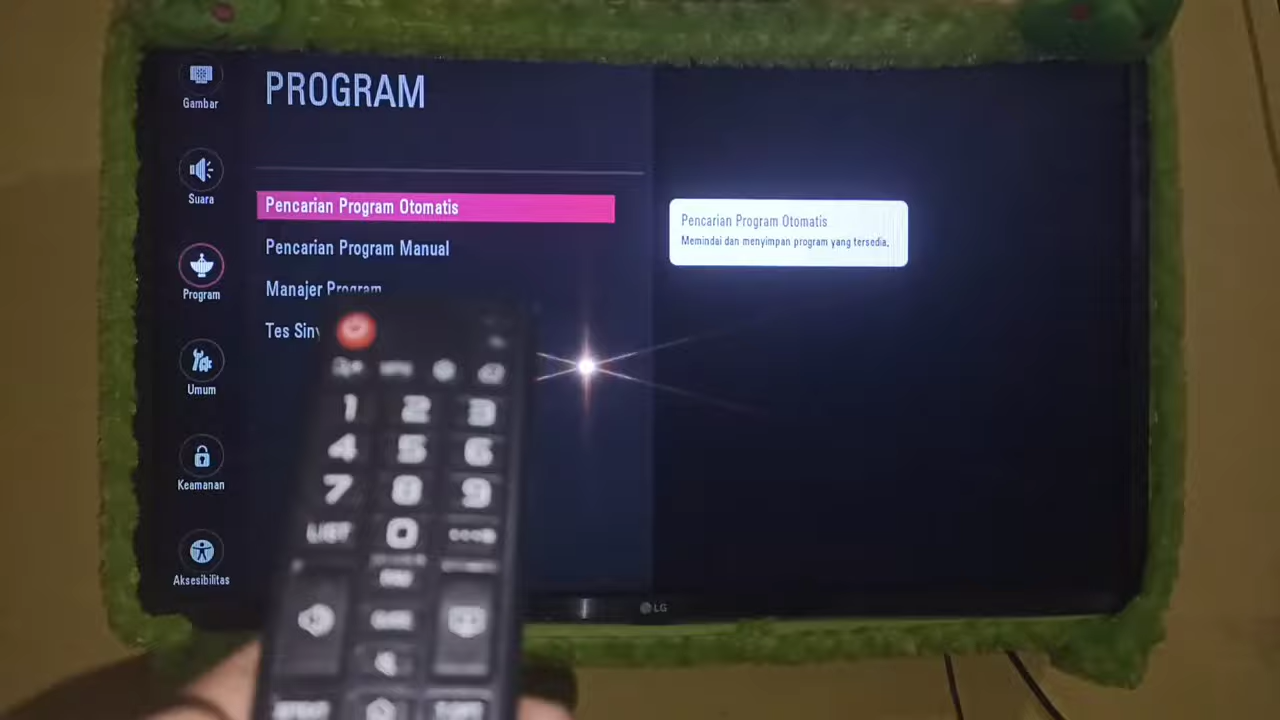 PROGRAM
Gambar
Suara
Program
Umum
Keamanan
Aksesibilitas
Pencarian Program Otomatis
Pencarian Program Manual
Manajer Program
Tes
Pencarian Program Otomatis
Memindai dan menyimpan program yang tersedia.
LG
1 2 3
4 5 6
7 8 9
LIST 0